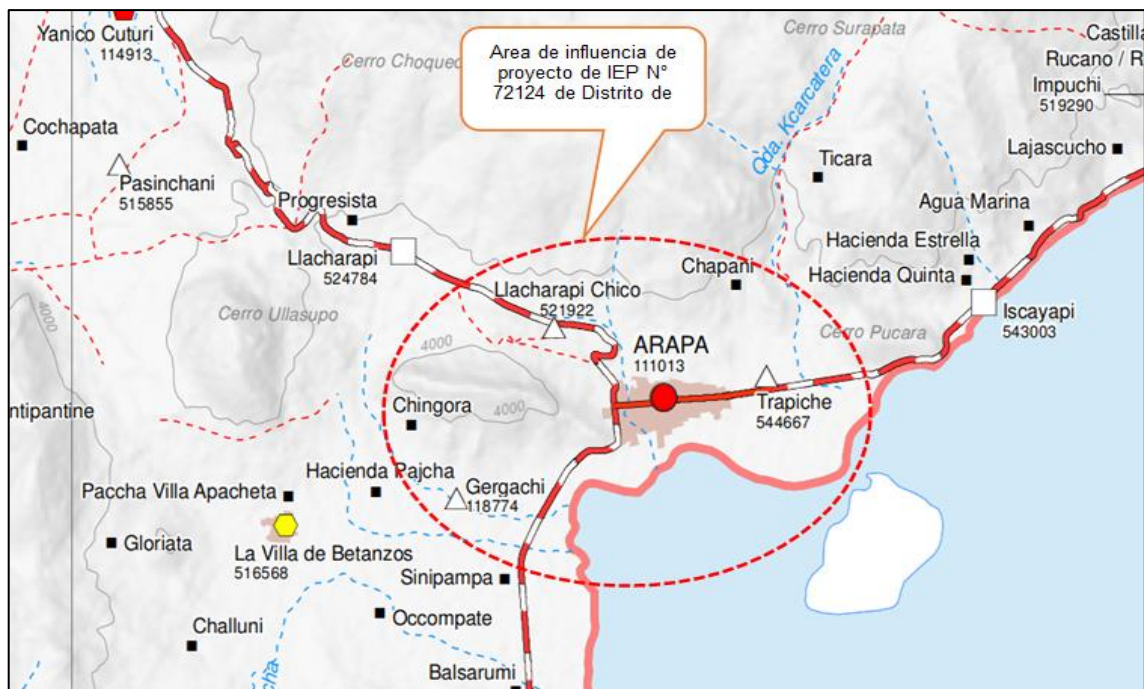 Yanico Cuturi
114913
Cerro Choquec
Area de influencia de
proyecto de IEP N°
72124 de Distrito de
Cerro Surapata
Castilla
Rucano / R
Impuchi
519290
Qda. Kcarcatera
Cochapata
Pasinchani
515855
Ticara
Lajascucho
Progresista
Agua Marina
Llacharapi
524784
Hacienda Estrella
Chapani
Hacienda Quinta
Llacharapi Chico
521922
Iscayapi
543003
Cerro Ullasupo
4000
Cerro Pucara
4000
ARAPA
111013
4000
Chingora
ntipantine
Trapiche
544667
Hacienda Pajcha
Gergachi
118774
Paccha Villa Apacheta
Gloriata
La Villa de Betanzos
516568
Sinipampa
Occompate
Challuni
cha
Balsarumi